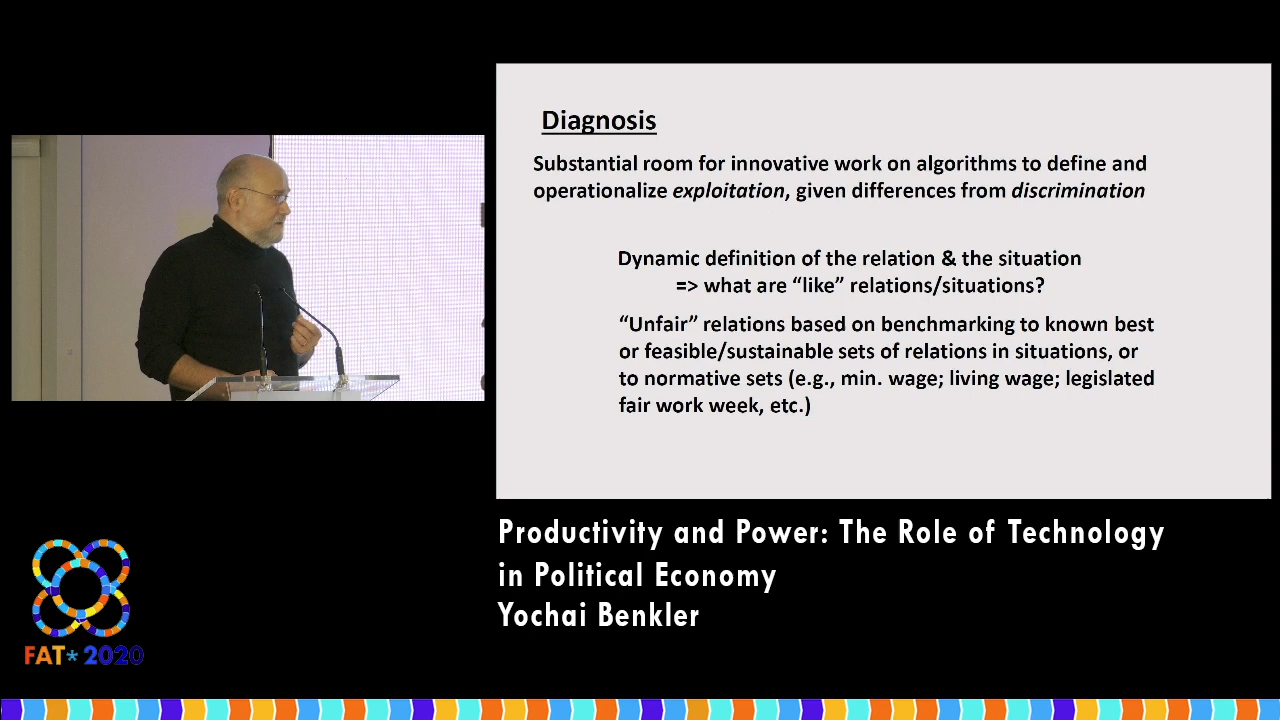 Diagnosis
Substantial room for innovative work on algorithms to define and
operationalize exploitation, given differences from discrimination
Dynamic definition of the relation & the situation
=> what are “like” relations/situations?
“Unfair” relations based on benchmarking to known best
or feasible/sustainable sets of relations in situations, or
to normative sets (e.g., min. wage; living wage; legislated
fair work week, etc.)
Productivity and Power: The Role of Technology
in Political Economy
Yochai Benkler
FAT* 2020